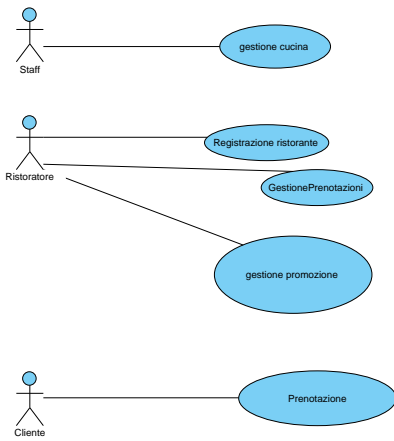 gestione cucina
Staff
Registrazione ristorante
Ristoratore
GestionePrenotazioni
gestione promozione
Prenotazione
Cliente